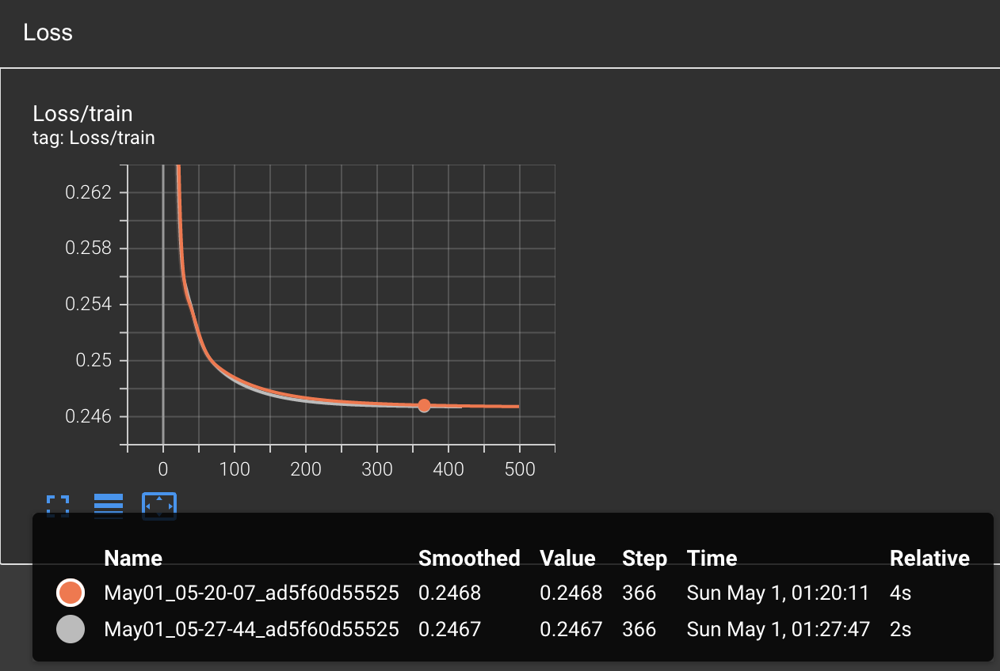 Loss
Loss/train
tag: Loss/train
0.262
0.258
0.254
0.25
0.246
0 100 200 300 400 500
Name Smoothed Value Step Time Relative
May01_05-20-07_ad5f60d55525 0.2468 0.2468 366 Sun May 1, 01:20:11 4s
May01_05-27-44_ad5f60d55525 0.2467 0.2467 366 Sun May 1, 01:27:47 2s